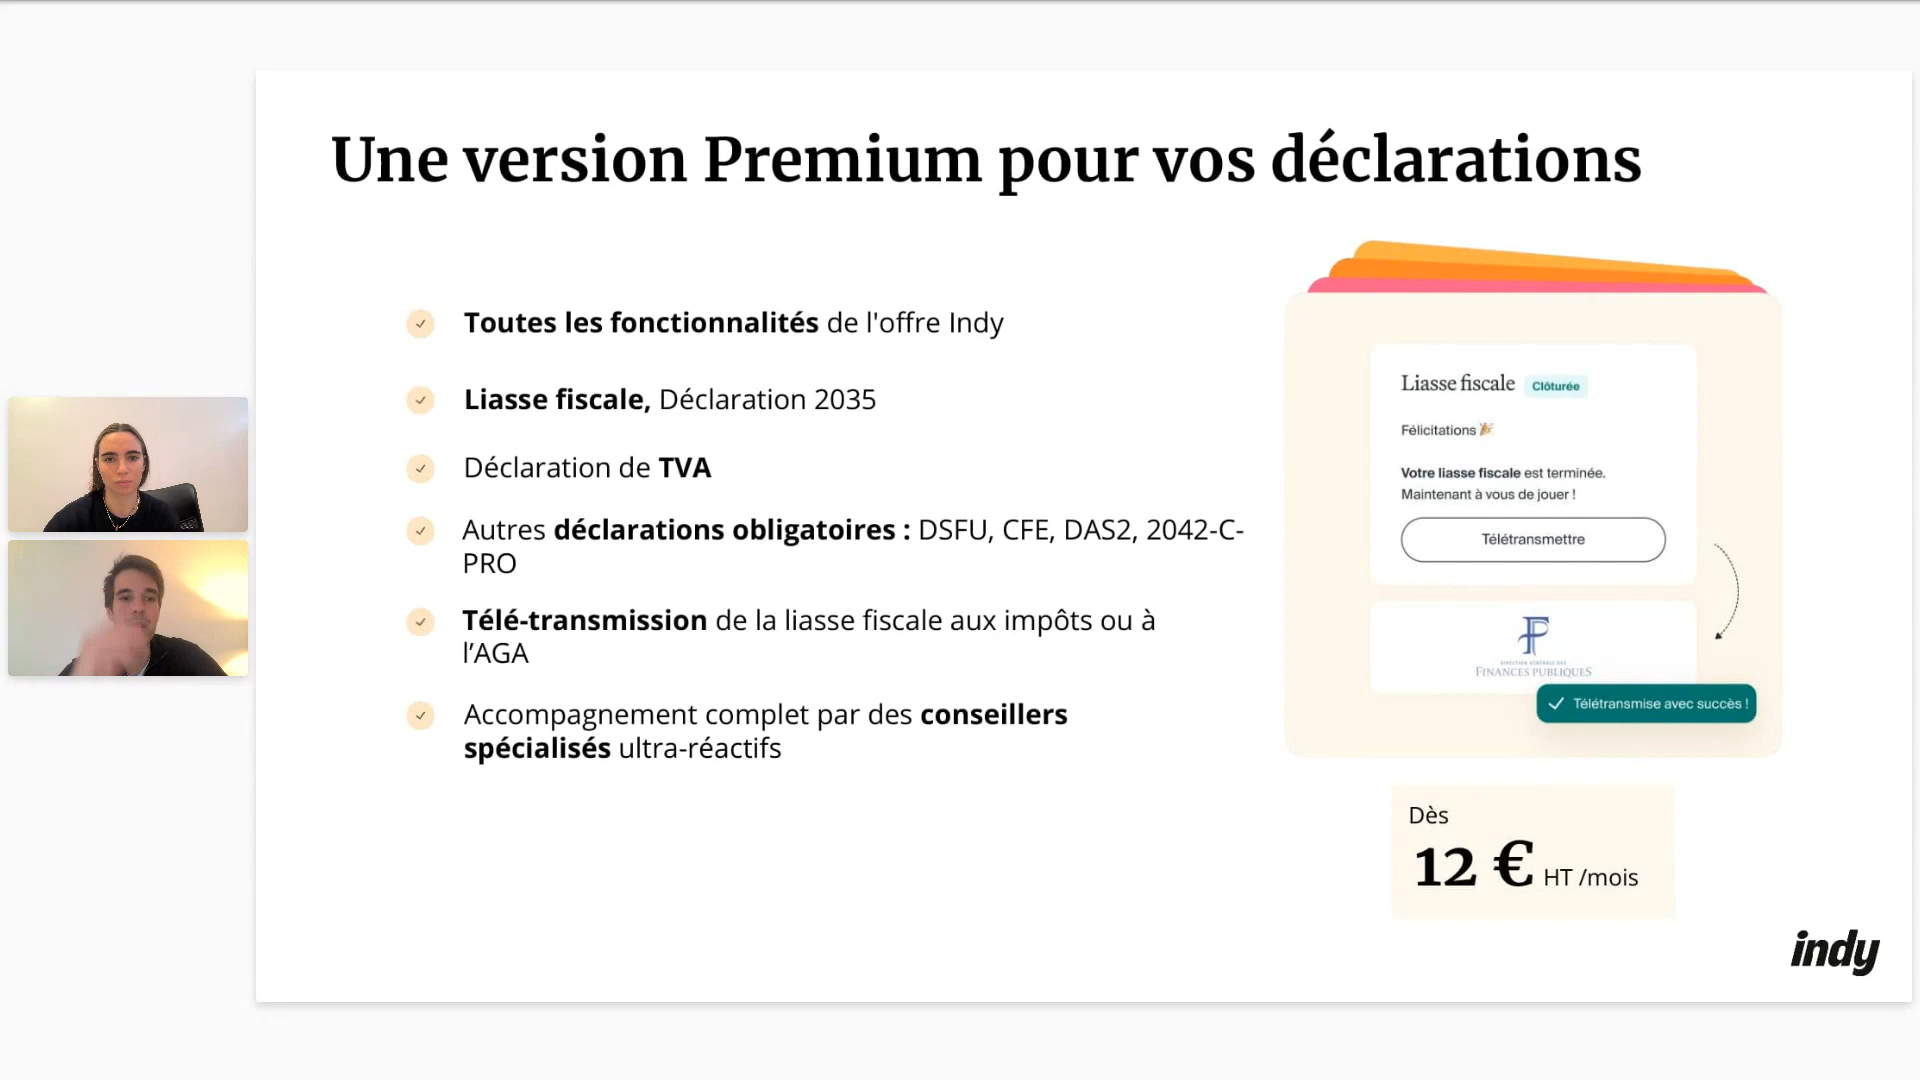 Une version Premium pour vos déclarations
Toutes les fonctionnalités de l'offre Indy
Liasse fiscale, Déclaration 2035
Déclaration de TVA
Autres déclarations obligatoires : DSFU, CFE, DAS2, 2042-C-
PRO
Télé-transmission de la liasse fiscale aux impôts ou à
l’AGA
Accompagnement complet par des conseillers
spécialisés ultra-réactifs
Liasse fiscale Clôturée
Félicitations 🎉
Votre liasse fiscale est terminée.
Maintenant à vous de jouer !
Télétransmettre
DIRECTION GÉNÉRALE DES
FINANCES PUBLIQUES
Télétransmise avec succès !
Dès
12 € HT /mois
indy